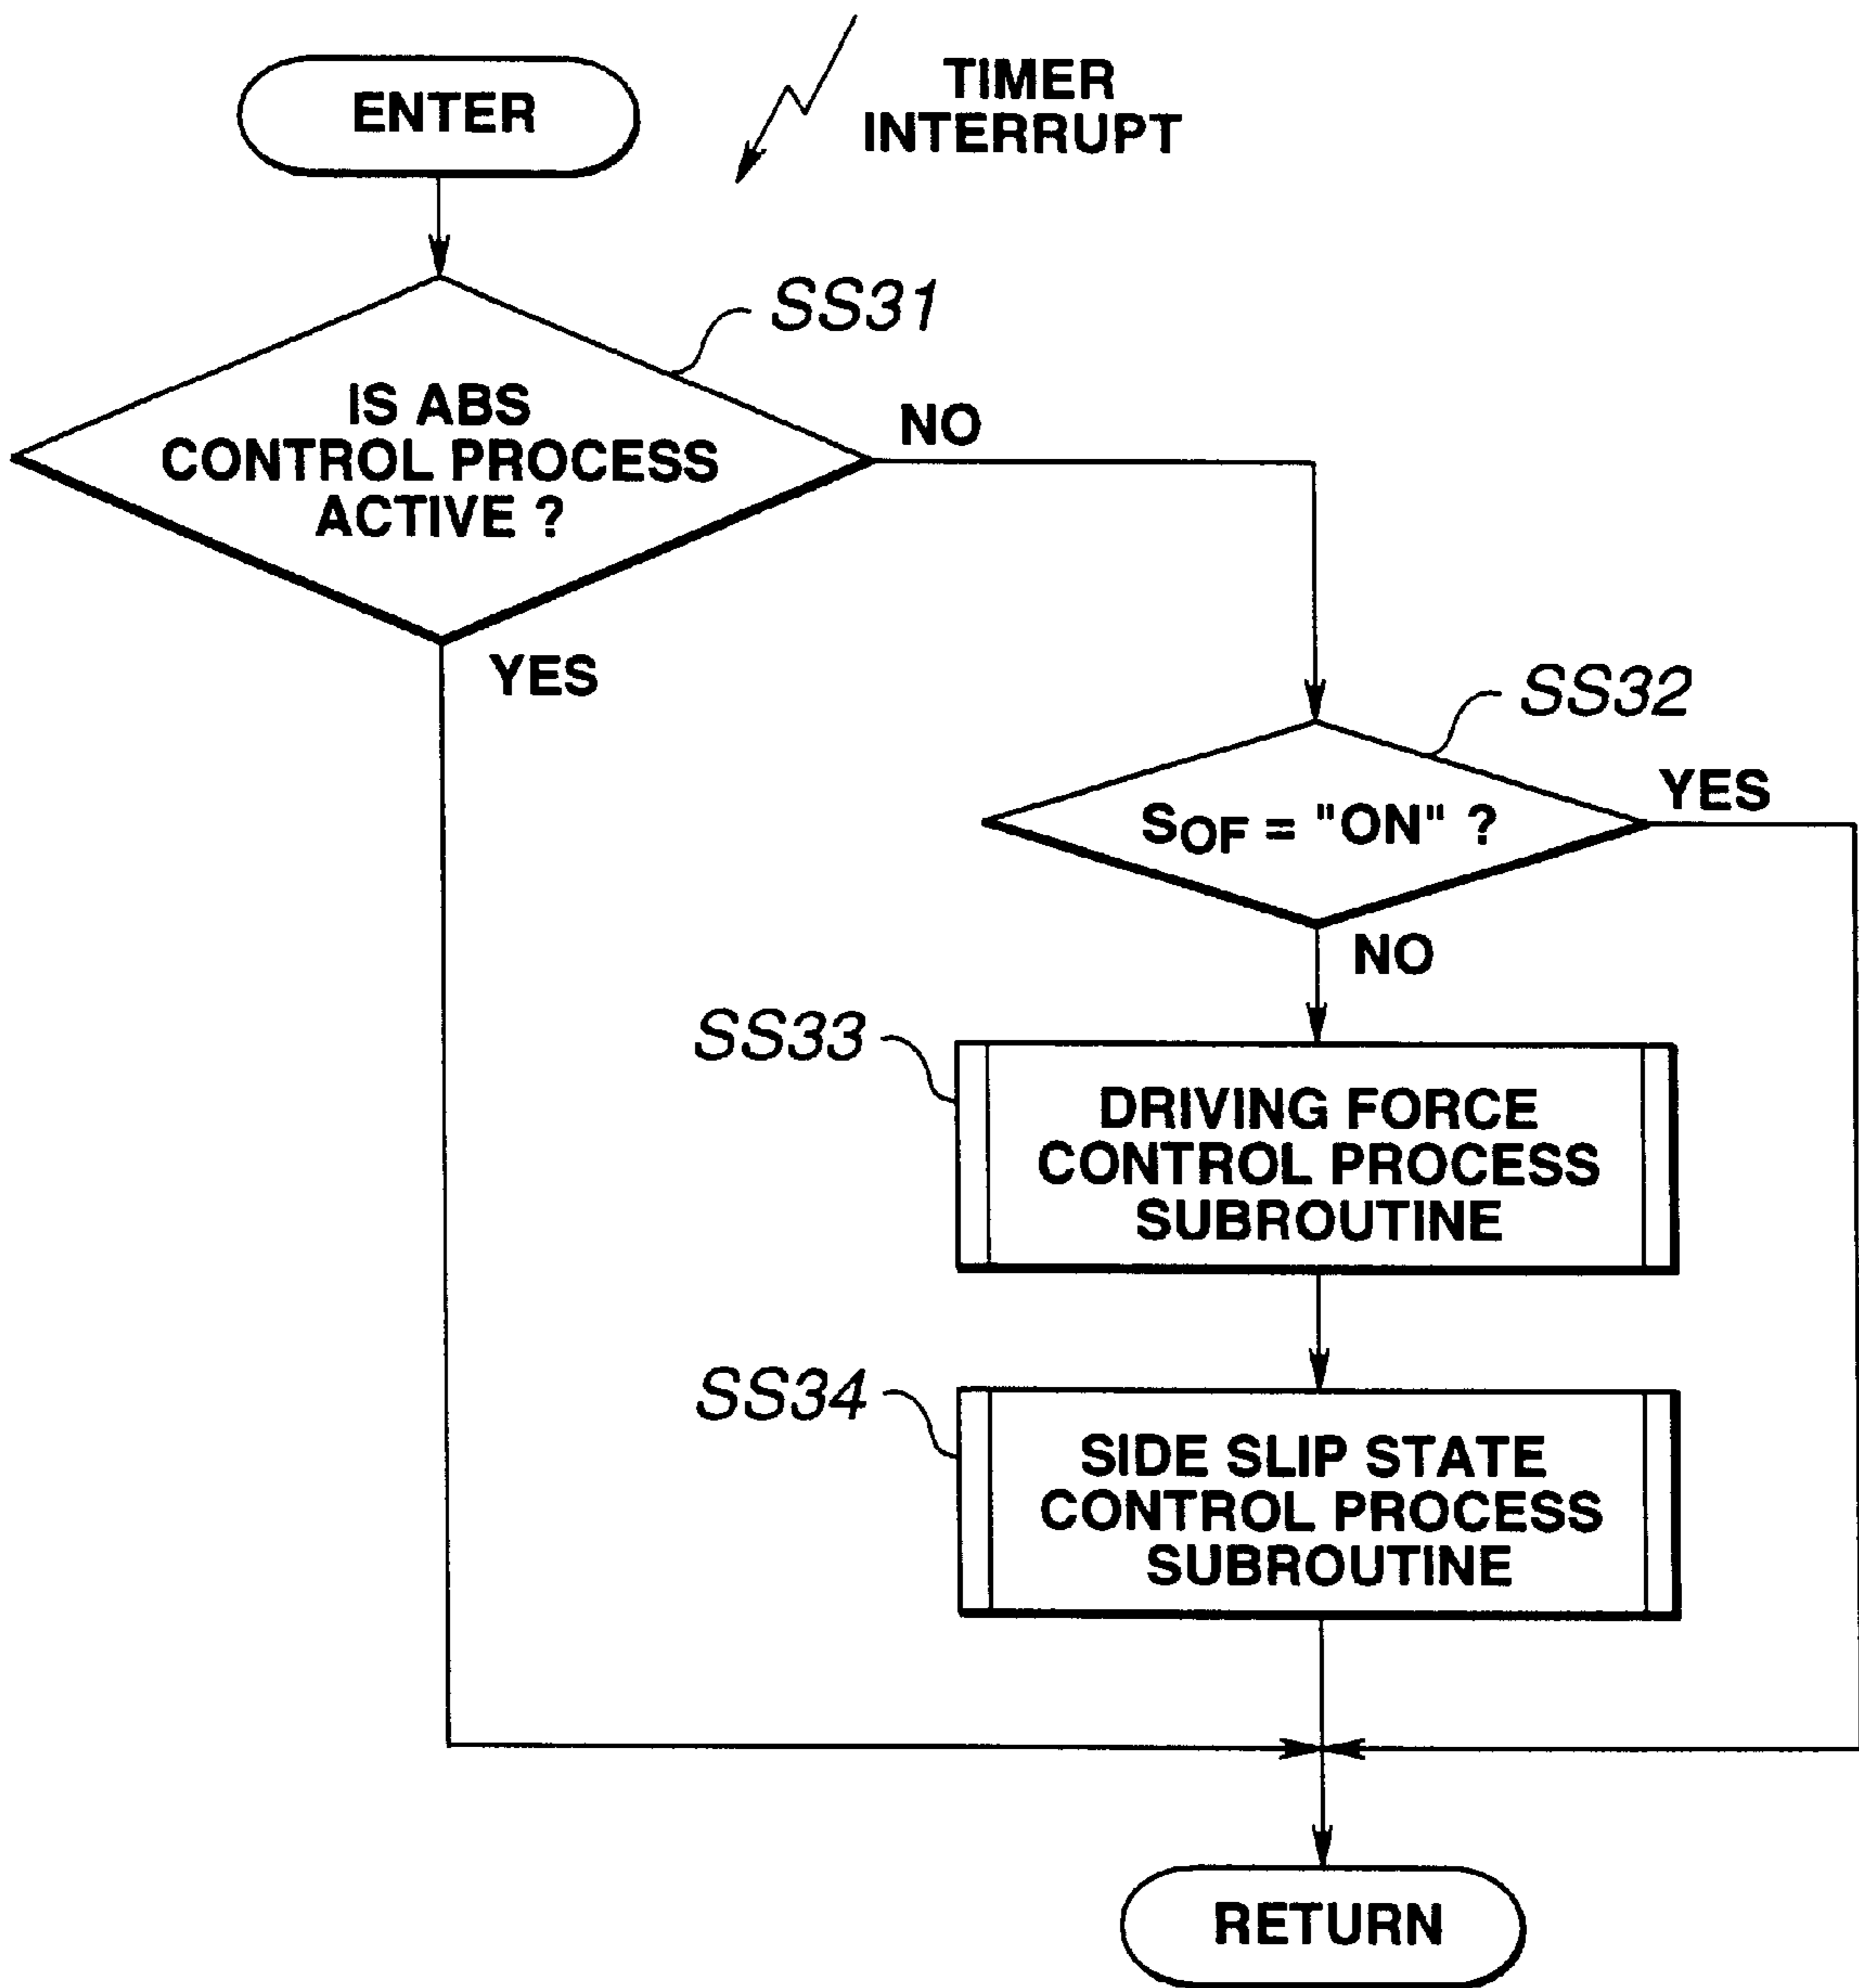 ENTER
TIMER
INTERRUPT
SS31
IS ABS
CONTROL PROCESS
ACTIVE ?
NO
YES
SS32
SOF = "ON" ?
YES
NO
SS33
DRIVING FORCE
CONTROL PROCESS
SUBROUTINE
SS34
SIDE SLIP STATE
CONTROL PROCESS
SUBROUTINE
RETURN